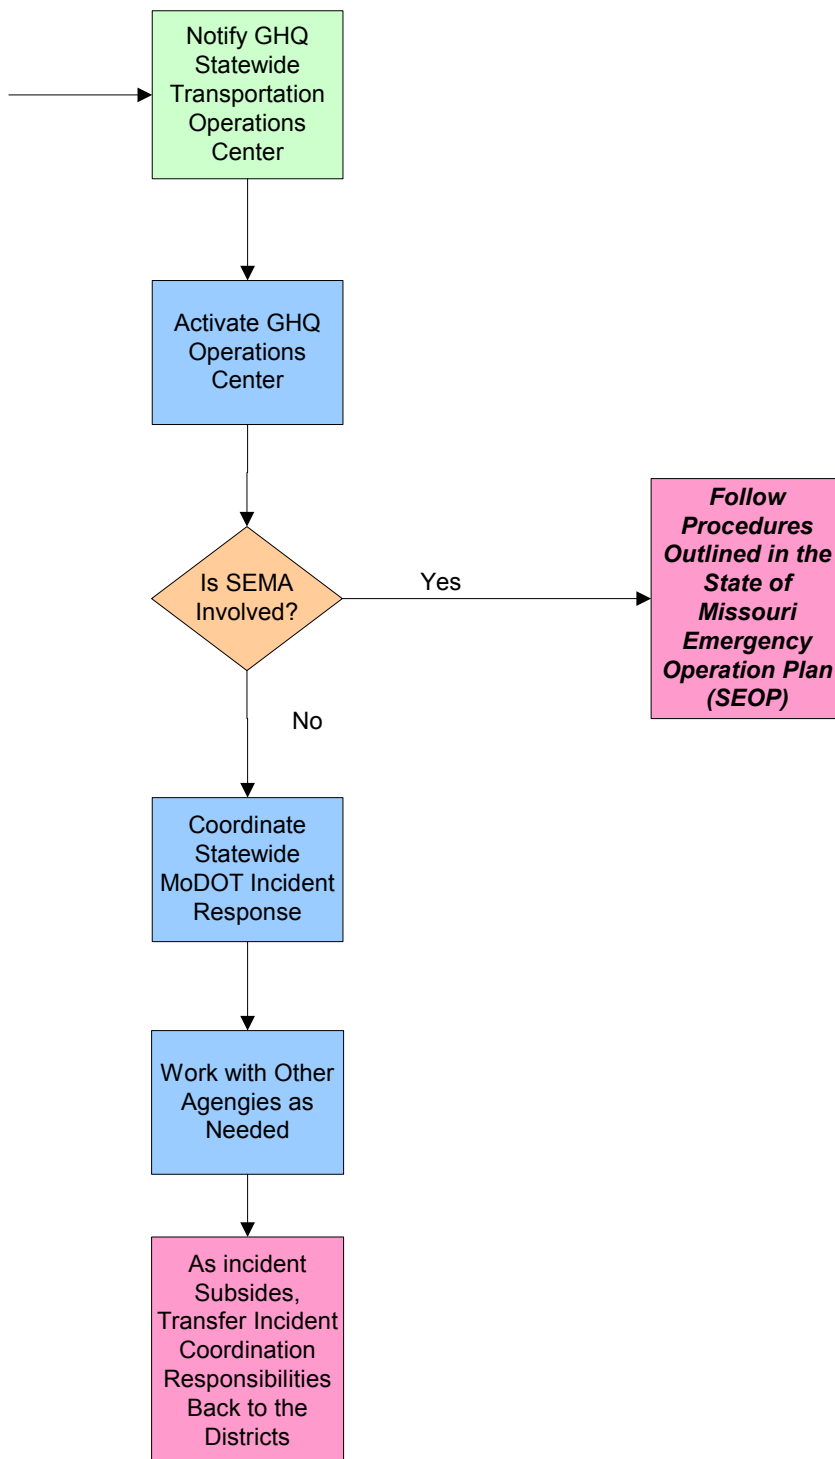 Notify GHQ
Statewide
Transportation
Operations
Center
Activate GHQ
Operations
Center
Is SEMA
Involved?
Yes
Follow
Procedures
Outlined in the
State of
Missouri
Emergency
Operation Plan
(SEOP)
No
Coordinate
Statewide
MoDOT Incident
Response
Work with Other
Agengies as
Needed
As incident
Subsides,
Transfer Incident
Coordination
Responsibilities
Back to the
Districts